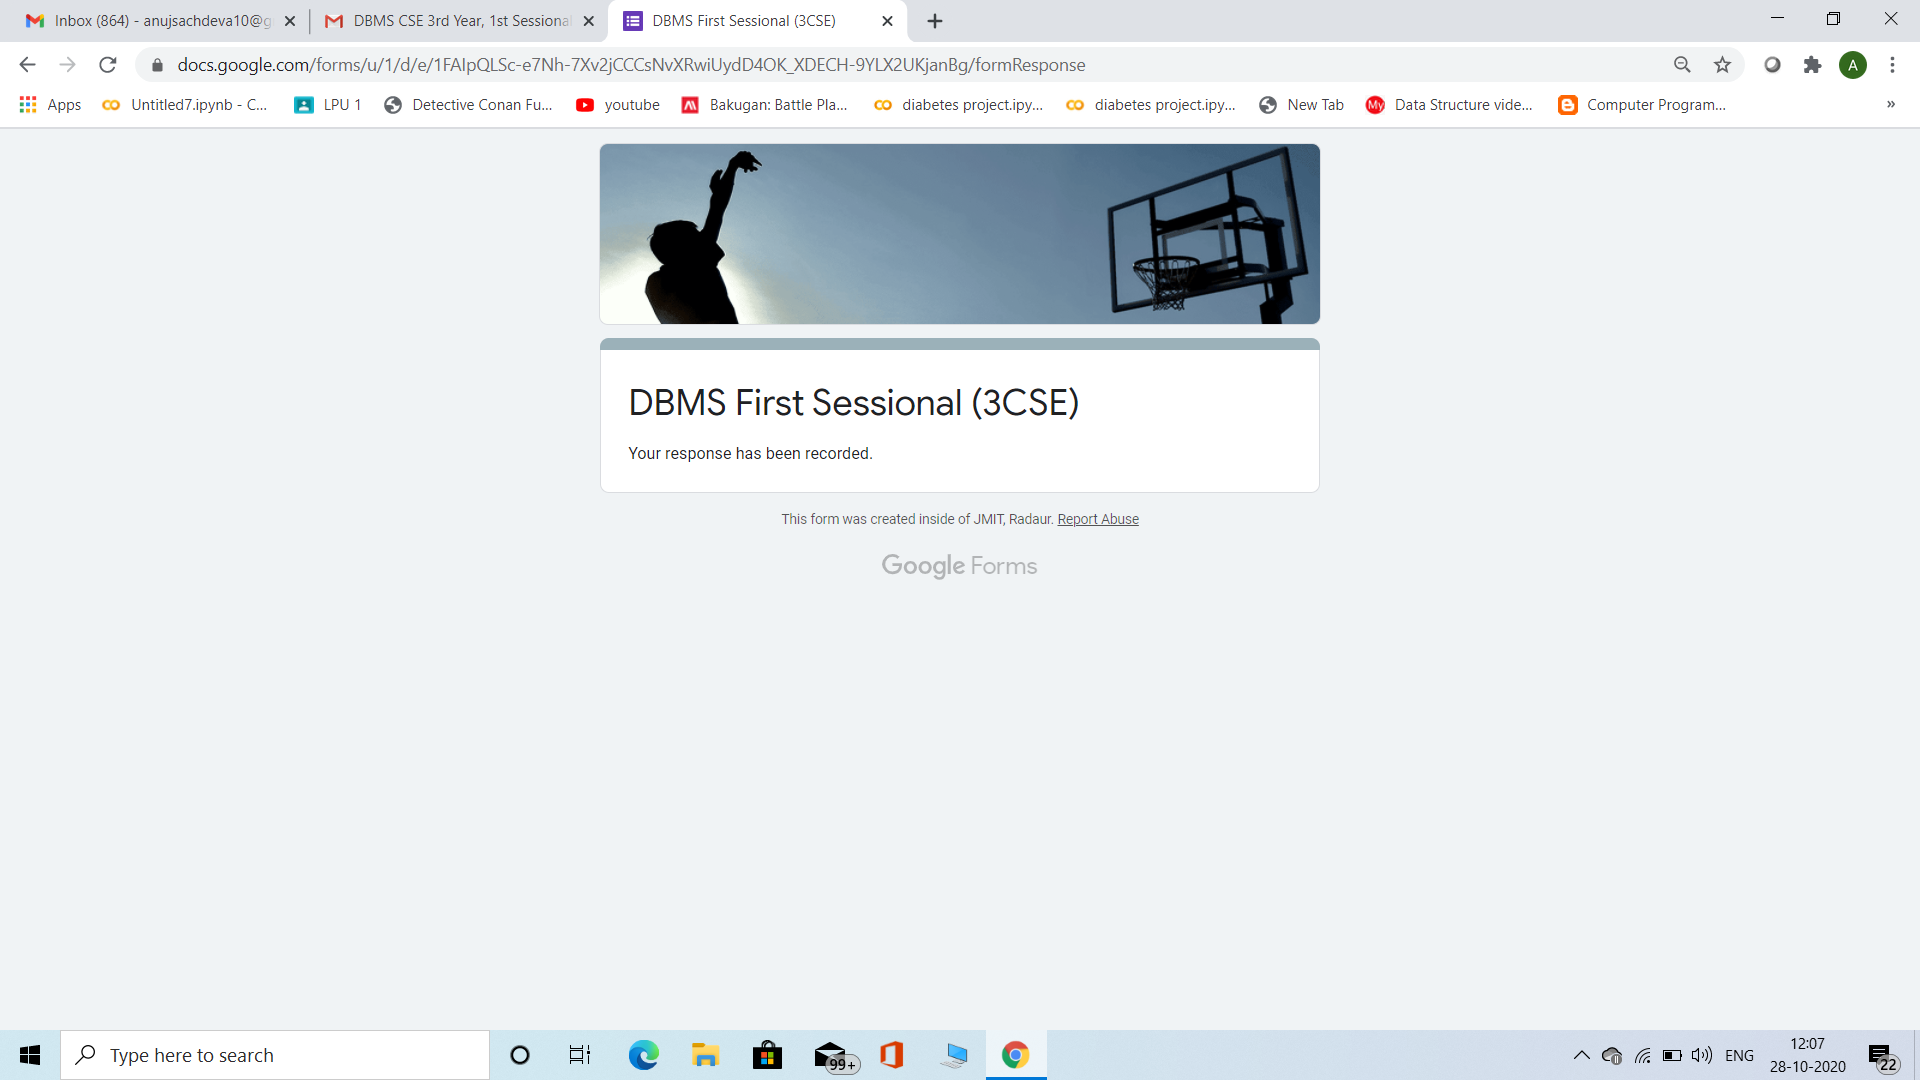 Inbox (864) - anujsachdeva10@g
DBMS CSE 3rd Year, 1st Sessional
DBMS First Sessional (3CSE)
docs.google.com/forms/u/1/d/e/1FAIpQLSc-e7Nh-7Xv2jCCCsNvXRwiUydD4OK_XDECH-9YLX2UKjanBg/formResponse
A
Apps
Untitled7.ipynb - C...
LPU 1
Detective Conan Fu...
youtube
Bakugan: Battle Pla...
diabetes project.ipy...
diabetes project.ipy...
New Tab
My
Data Structure vide...
Computer Program...
»
DBMS First Sessional (3CSE)
Your response has been recorded.
This form was created inside of JMIT, Radaur. Report Abuse
Google Forms
Type here to search
99+
ENG
12:07
28-10-2020
22